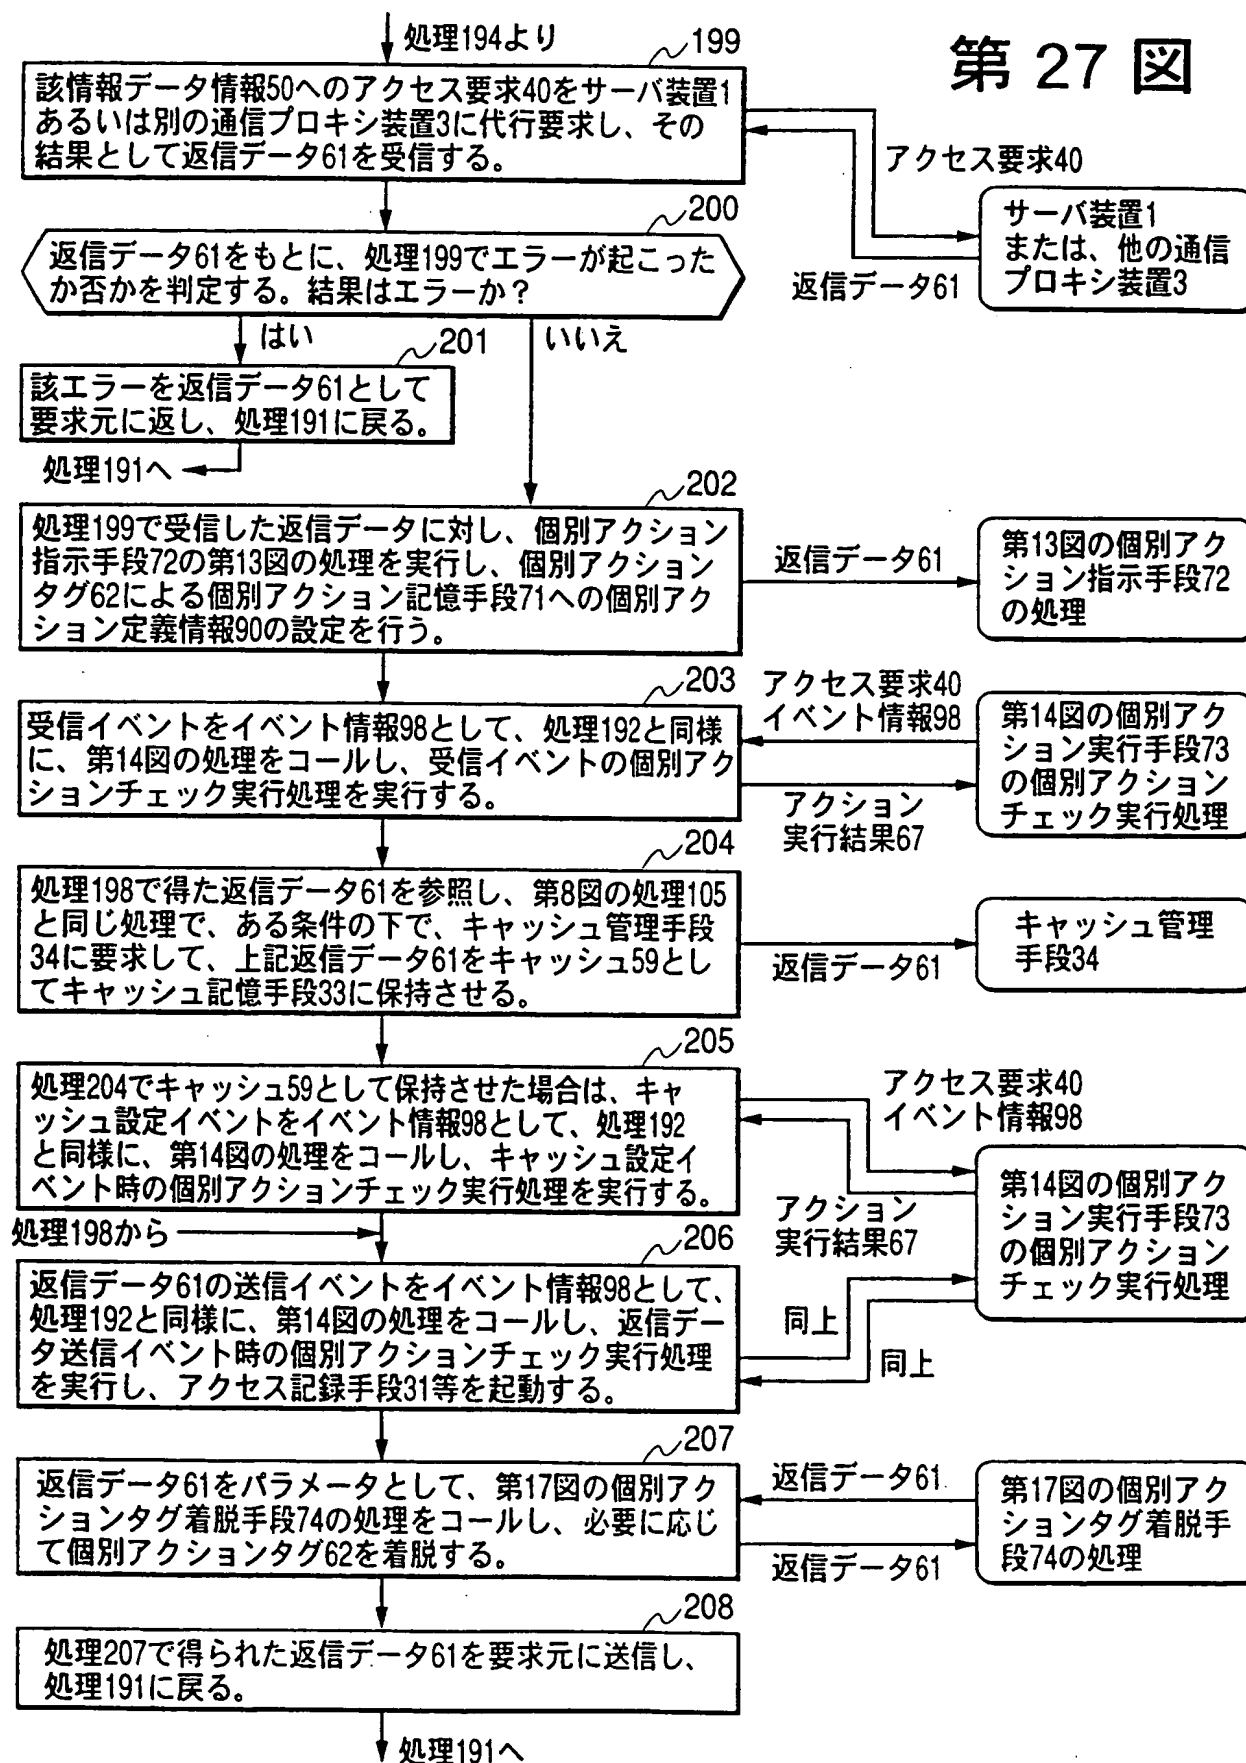 第 27 図
処理194より
199
該情報データ情報50へのアクセス要求40をサーバ装置1
あるいは別の通信プロキシ装置3に代行要求し、その
結果として返信データ61を受信する。
アクセス要求40
サーバ装置1
または、他の通信
プロキシ装置3
返信データ61
200
返信データ61をもとに、処理199でエラーが起こった
か否かを判定する。結果はエラーか?
はい
いいえ
201
該エラーを返信データ61として
要求元に返し、処理191に戻る。
処理191へ
202
処理199で受信した返信データに対し、個別アクション
指示手段72の第13図の処理を実行し、個別アクション
タグ62による個別アクション記憶手段71への個別アク
ション定義情報90の設定を行う。
返信データ61
第13図の個別アク
ション指示手段72
の処理
203
受信イベントをイベント情報98として、処理192と同様
に、第14図の処理をコールし、受信イベントの個別アク
ションチェック実行処理を実行する。
アクセス要求40
イベント情報98
アクション
実行結果67
第14図の個別アク
ション実行手段73
の個別アクション
チェック実行処理
204
処理198で得た返信データ61を参照し、第8図の処理105
と同じ処理で、ある条件の下で、キャッシュ管理手段
34に要求して、上記返信データ61をキャッシュ59とし
てキャッシュ記憶手段33に保持させる。
返信データ61
キャッシュ管理
手段34
205
処理204でキャッシュ59として保持させた場合は、キャ
ッシュ設定イベントをイベント情報98として、処理192
と同様に、第14図の処理をコールし、キャッシュ設定イ
ベント時の個別アクションチェック実行処理を実行する。
アクセス要求40
イベント情報98
アクション
実行結果67
第14図の個別アク
ション実行手段73
の個別アクション
チェック実行処理
処理198から
206
返信データ61の送信イベントをイベント情報98として、
処理192と同様に、第14図の処理をコールし、返信デー
タ送信イベント時の個別アクションチェック実行処理
を実行し、アクセス記録手段31等を起動する。
同上
同上
207
返信データ61をパラメータとして、第17図の個別アク
ションタグ着脱手段74の処理をコールし、必要に応じ
て個別アクションタグ62を着脱する。
返信データ61
返信データ61
第17図の個別アク
ションタグ着脱手
段74の処理
208
処理207で得られた返信データ61を要求元に送信し、
処理191に戻る。
処理191へ